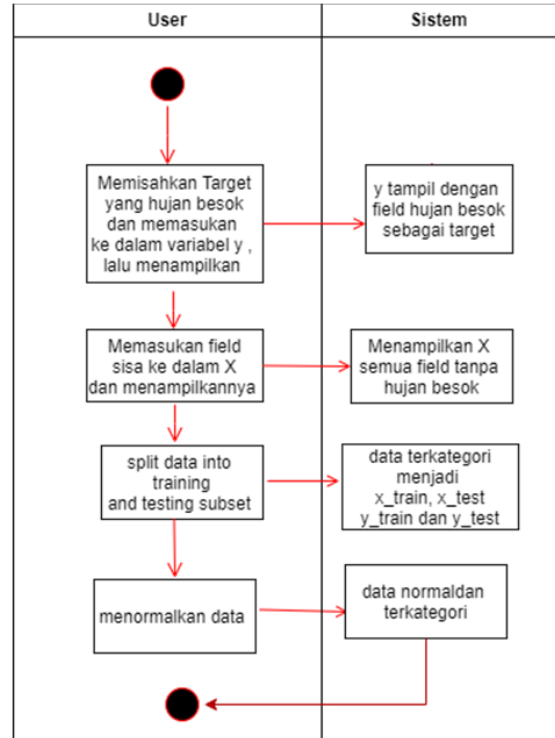 User
Sistem
Memisahkan Target
yang hujan besok
dan memasukan
ke dalam variabel y ,
lalu menampilkan
y tampil dengan
field hujan besok
sebagai target
Memasukan field
sisa ke dalam X
dan menampilkannya
Menampilkan X
semua field tanpa
hujan besok
split data into
training
and testing subset
data terkategori
menjadi
x_train, x_test
y_train dan y_test
menormalkan data
data normaldan
terkategori